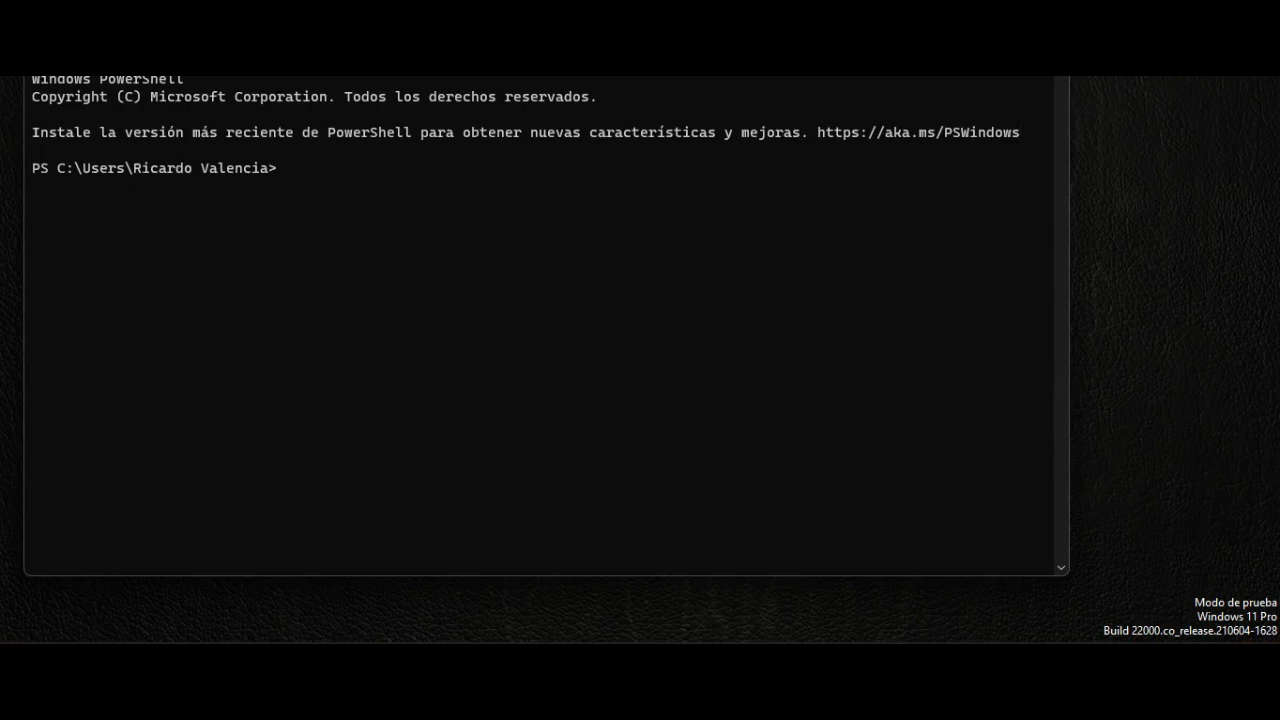 Windows PowerShell
Copyright (C) Microsoft Corporation. Todos los derechos reservados.
Instale la versión más reciente de PowerShell para obtener nuevas características y mejoras. https://aka.ms/PSWindows
PS C:\Users\Ricardo Valencia>
Modo de prueba
Windows 11 Pro
Build 22000.co_release.210604-1628